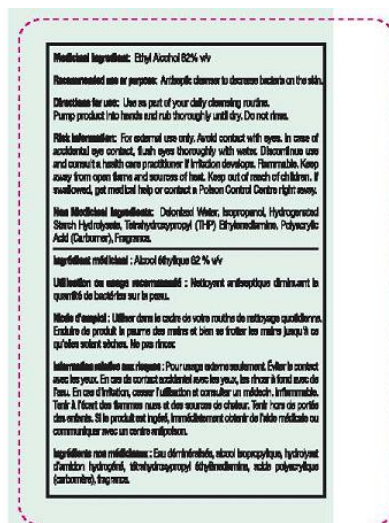 Medicinal Ingredient: Ethyl Alcohol 62% v/v
Recommended use or purpose: Antiseptic cleanser to decrease bacteria on the skin.
Directions for use: Use as part of your daily cleansing routine.
Pump product into hands and rub thoroughly until dry. Do not rinse.
Risk Information: For external use only. Avoid contact with eyes. In case of
accidental eye contact, flush eyes thoroughly with water. Discontinue use
and consult a health care practitioner if irritation develops. Flammable. Keep
away from open flame and sources of heat. Keep out of reach of children. If
swallowed, get medical help or contact a Poison Control Centre right away.
Non Medicinal Ingredients: Deionized Water, Isopropanol, Hydrogenated
Starch Hydrolysate, Tetrahydroxypropyl (THP) Ethylenediamine, Polyacrylic
Acid (Carbomer), Fragrance.
Ingrédient médicinal : Alcool éthylique 62 % v/v
Utilisation ou usage recommandé : Nettoyant antiseptique diminuant la
quantité de bactéries sur la peau.
Mode d'emploi : Utiliser dans le cadre de votre routine de nettoyage quotidienne.
Enduire de produit la paume des mains et bien se frotter les mains jusqu'à ce
qu'elles soient sèches. Ne pas rincer.
Information relative aux risques : Pour usage externe seulement. Éviter le contact
avec les yeux. En cas de contact accidentel avec les yeux, les rincer à fond avec de
l'eau. En cas d'irritation, cesser l'utilisation et consulter un médecin. Inflammable.
Tenir à l'écart des flammes nues et des sources de chaleur. Tenir hors de portée
des enfants. Si le produit est ingéré, immédiatement obtenir de l'aide médicale ou
communiquer avec un centre antipoison.
Ingrédients non médicinaux : Eau déminéralisée, alcool isopropylique, hydrolysat
d'amidon hydrogéné, tétrahydroxypropyl éthylènediamine, acide polyacrylique
(carbomère), fragrance.